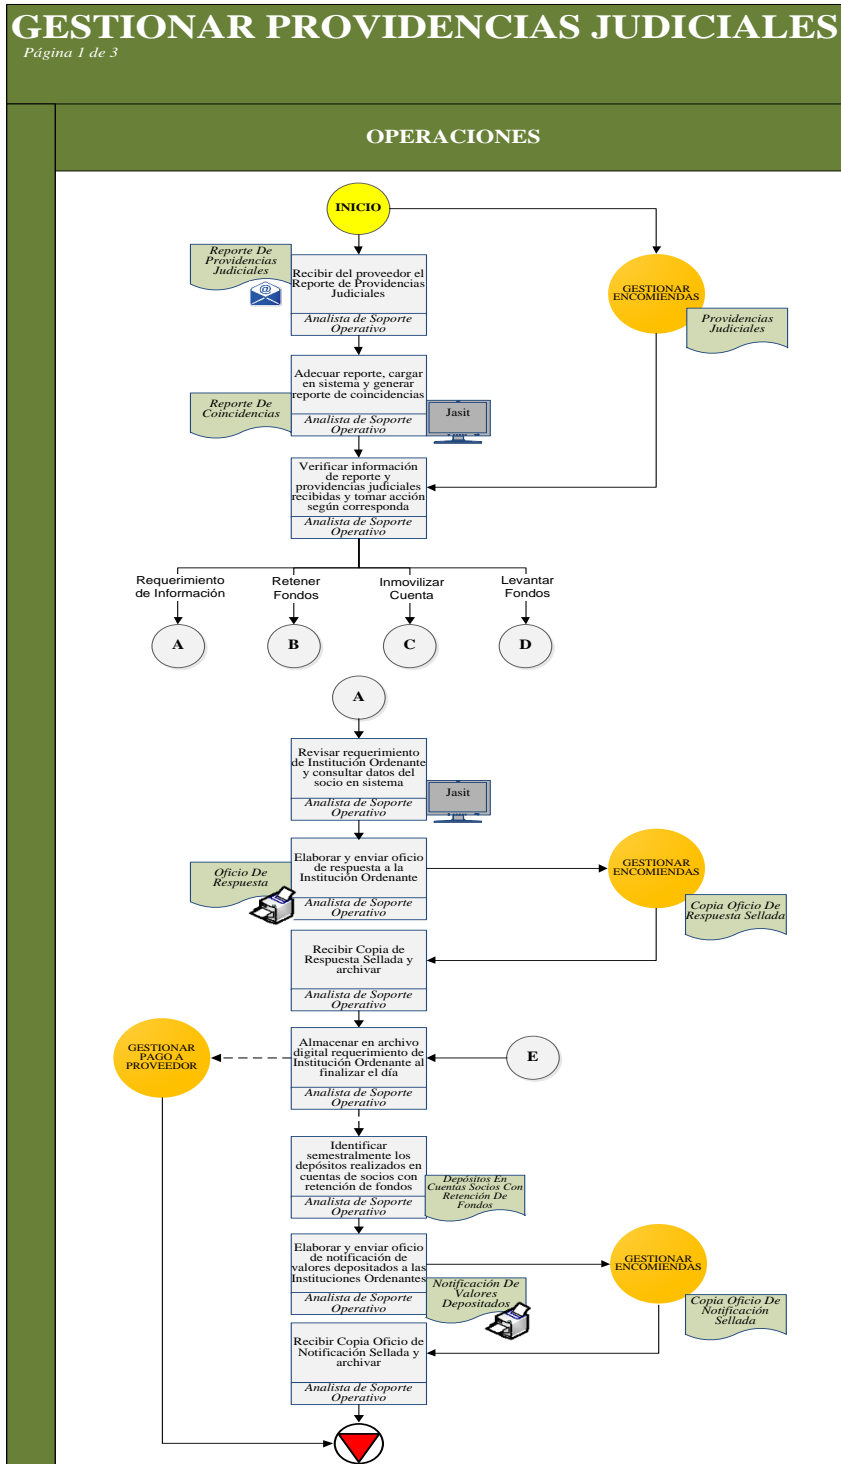 GESTIONAR PROVIDENCIAS JUDICIALES
Página 1 de 3
OPERACIONES
INICIO
Reporte De
Providencias
Judiciales
@
Recibir del proveedor el
Reporte de Providencias
Judiciales
Analista de Soporte
Operativo
GESTIONAR
ENCOMIENDAS
Providencias
Judiciales
Adecuar reporte, cargar
en sistema y generar
reporte de coincidencias
Analista de Soporte
Operativo
Reporte De
Coincidencias
Jasit
Verificar información
de reporte y
providencias judiciales
recibidas y tomar acción
según corresponda
Analista de Soporte
Operativo
Requerimiento
de Información
Retener
Fondos
Inmovilizar
Cuenta
Levantar
Fondos
A
B
C
D
A
Revisar requerimiento
de Institución Ordenante
y consultar datos del
socio en sistema
Analista de Soporte
Operativo
Jasit
Elaborar y enviar oficio
de respuesta a la
Institución Ordenante
Analista de Soporte
Operativo
Oficio De
Respuesta
GESTIONAR
ENCOMIENDAS
Copia Oficio De
Respuesta Sellada
Recibir Copia de
Respuesta Sellada y
archivar
Analista de Soporte
Operativo
GESTIONAR
PAGO A
PROVEEDOR
Almacenar en archivo
digital requerimiento de
Institución Ordenante al
finalizar el día
Analista de Soporte
Operativo
E
Identificar
semestralmente los
depósitos realizados en
cuentas de socios con
retención de fondos
Analista de Soporte
Operativo
Depósitos En
Cuentas Socios Con
Retención De
Fondos
Elaborar y enviar oficio
de notificación de
valores depositados a las
Instituciones Ordenantes
Analista de Soporte
Operativo
Notificación De
Valores
Depositados
GESTIONAR
ENCOMIENDAS
Copia Oficio De
Notificación
Sellada
Recibir Copia Oficio de
Notificación Sellada y
archivar
Analista de Soporte
Operativo